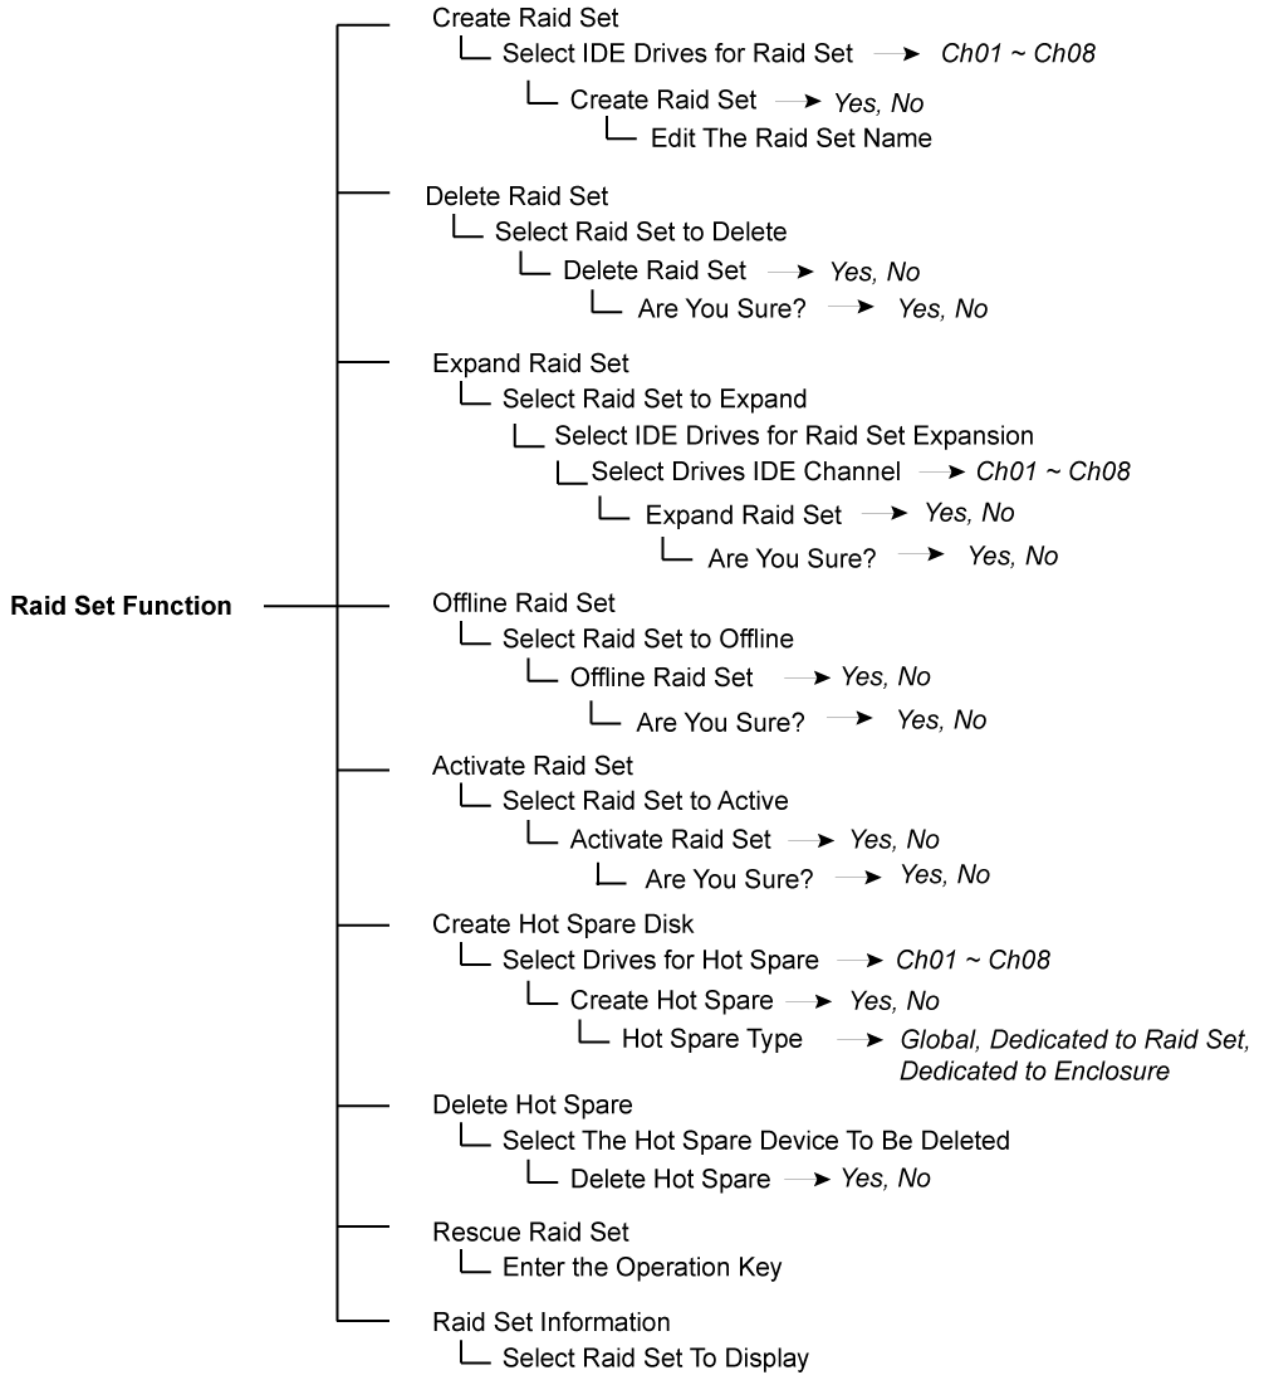 Create Raid Set
Select IDE Drives for Raid Set Ch01 ~ Ch08
Create Raid Set Yes, No
Edit The Raid Set Name
Delete Raid Set
Select Raid Set to Delete
Delete Raid Set Yes, No
Are You Sure? Yes, No
Expand Raid Set
Select Raid Set to Expand
Select IDE Drives for Raid Set Expansion
Select Drives IDE Channel Ch01 ~ Ch08
Expand Raid Set Yes, No
Are You Sure? Yes, No
Raid Set Function
Offline Raid Set
Select Raid Set to Offline
Offline Raid Set Yes, No
Are You Sure? Yes, No
Activate Raid Set
Select Raid Set to Active
Activate Raid Set Yes, No
Are You Sure? Yes, No
Create Hot Spare Disk
Select Drives for Hot Spare Ch01 ~ Ch08
Create Hot Spare Yes, No
Hot Spare Type Global, Dedicated to Raid Set,
Dedicated to Enclosure
Delete Hot Spare
Select The Hot Spare Device To Be Deleted
Delete Hot Spare Yes, No
Rescue Raid Set
Enter the Operation Key
Raid Set Information
Select Raid Set To Display